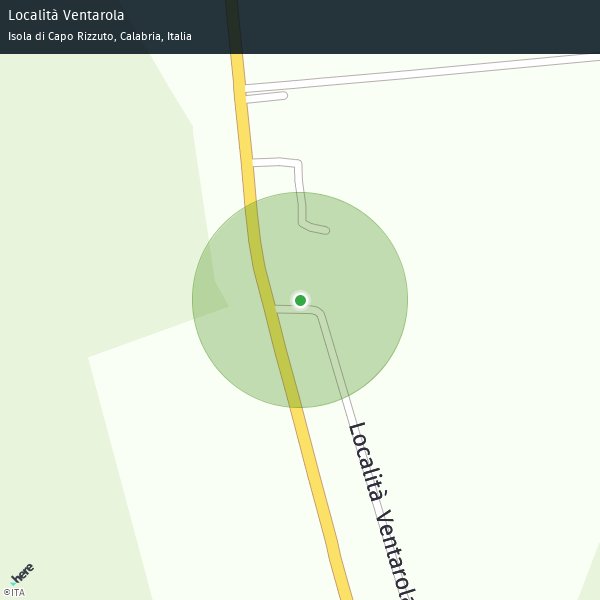 Località Ventarola
Isola di Capo Rizzuto, Calabria, Italia
Località Ventarola
here
©ITA